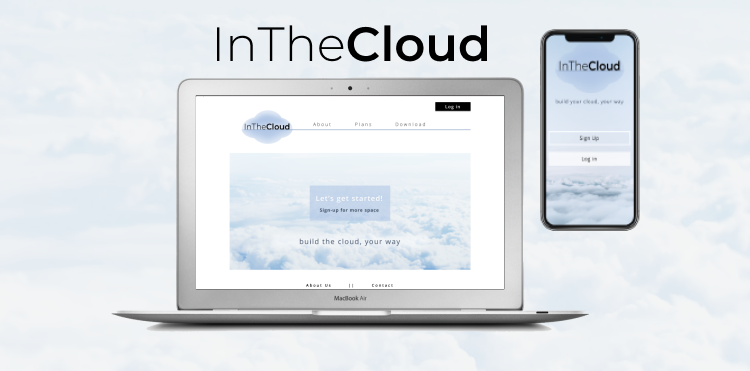 InTheCloud
Log in
InTheCloud
About Plans Download
Let's get started!
Sign-up for more space
build the cloud, your way
About Us || Contact
MacBook Air
InTheCloud
build your cloud, your way
Sign Up
Log in